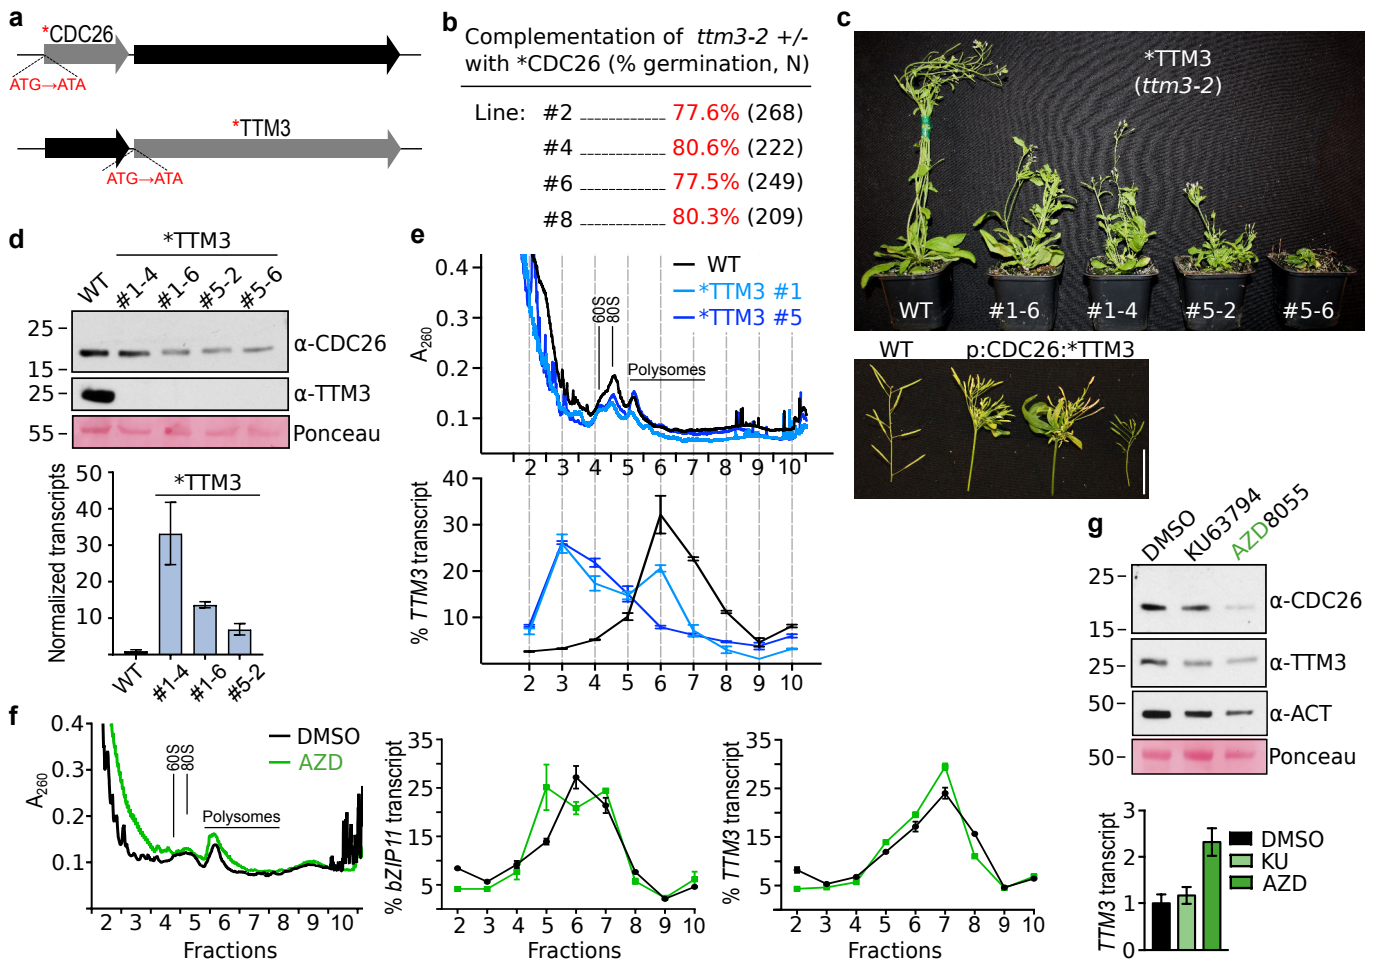 a
*CDC26
ATG→ATA
*TTM3
ATG→ATA
b
Complementation of ttm3-2 +/-
with *CDC26 (% germination, N)
Line: #2 77.6% (268)
#4 80.6% (222)
#6 77.5% (249)
#8 80.3% (209)
c
*TTM3
(ttm3-2)
WT #1-6 #1-4 #5-2 #5-6
WT p:CDC26:*TTM3
d
*TTM3
WT #1-4 #1-6 #5-2 #5-6
25
15
α-CDC26
25
α-TTM3
55
Ponceau
Normalized transcripts
50
40
30
20
10
*TTM3
WT #1-4 #1-6 #5-2
e
A260
0.4
0.3
0.2
0.1
WT
*TTM3 #1
*TTM3 #5
60S
80S
Polysomes
2 3 4 5 6 7 8 9 10
% TTM3 transcript
40
30
20
10
2 3 4 5 6 7 8 9 10
f
A260
0.4
0.3
0.2
0.1
60S
80S
Polysomes
DMSO
AZD
2 3 4 5 6 7 8 9 10 11
Fractions
% bZIP11 transcript
35
25
15
5
2 3 4 5 6 7 8 9 10
Fractions
% TTM3 transcript
35
25
15
5
2 3 4 5 6 7 8 9 10
Fractions
g
DMSO KU63794 AZD8055
25
15
α-CDC26
25
α-TTM3
50
α-ACT
50
Ponceau
TTM3 transcript
3
2
1
0
DMSO
KU
AZD